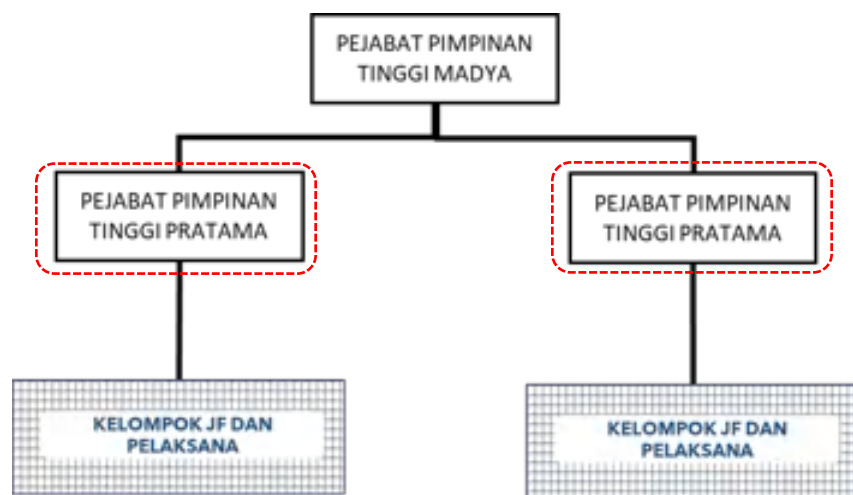 PEJABAT PIMPINAN
TINGGI MADYA
PEJABAT PIMPINAN
TINGGI PRATAMA
PEJABAT PIMPINAN
TINGGI PRATAMA
KELOMPOK JF DAN
PELAKSANA
KELOMPOK JF DAN
PELAKSANA